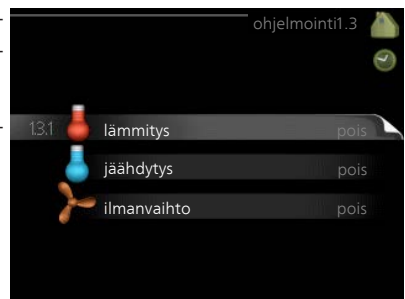 ohjelmointi1.3
1.3.1 lämmitys pois
jäähdytys pois
ilmanvaihto pois